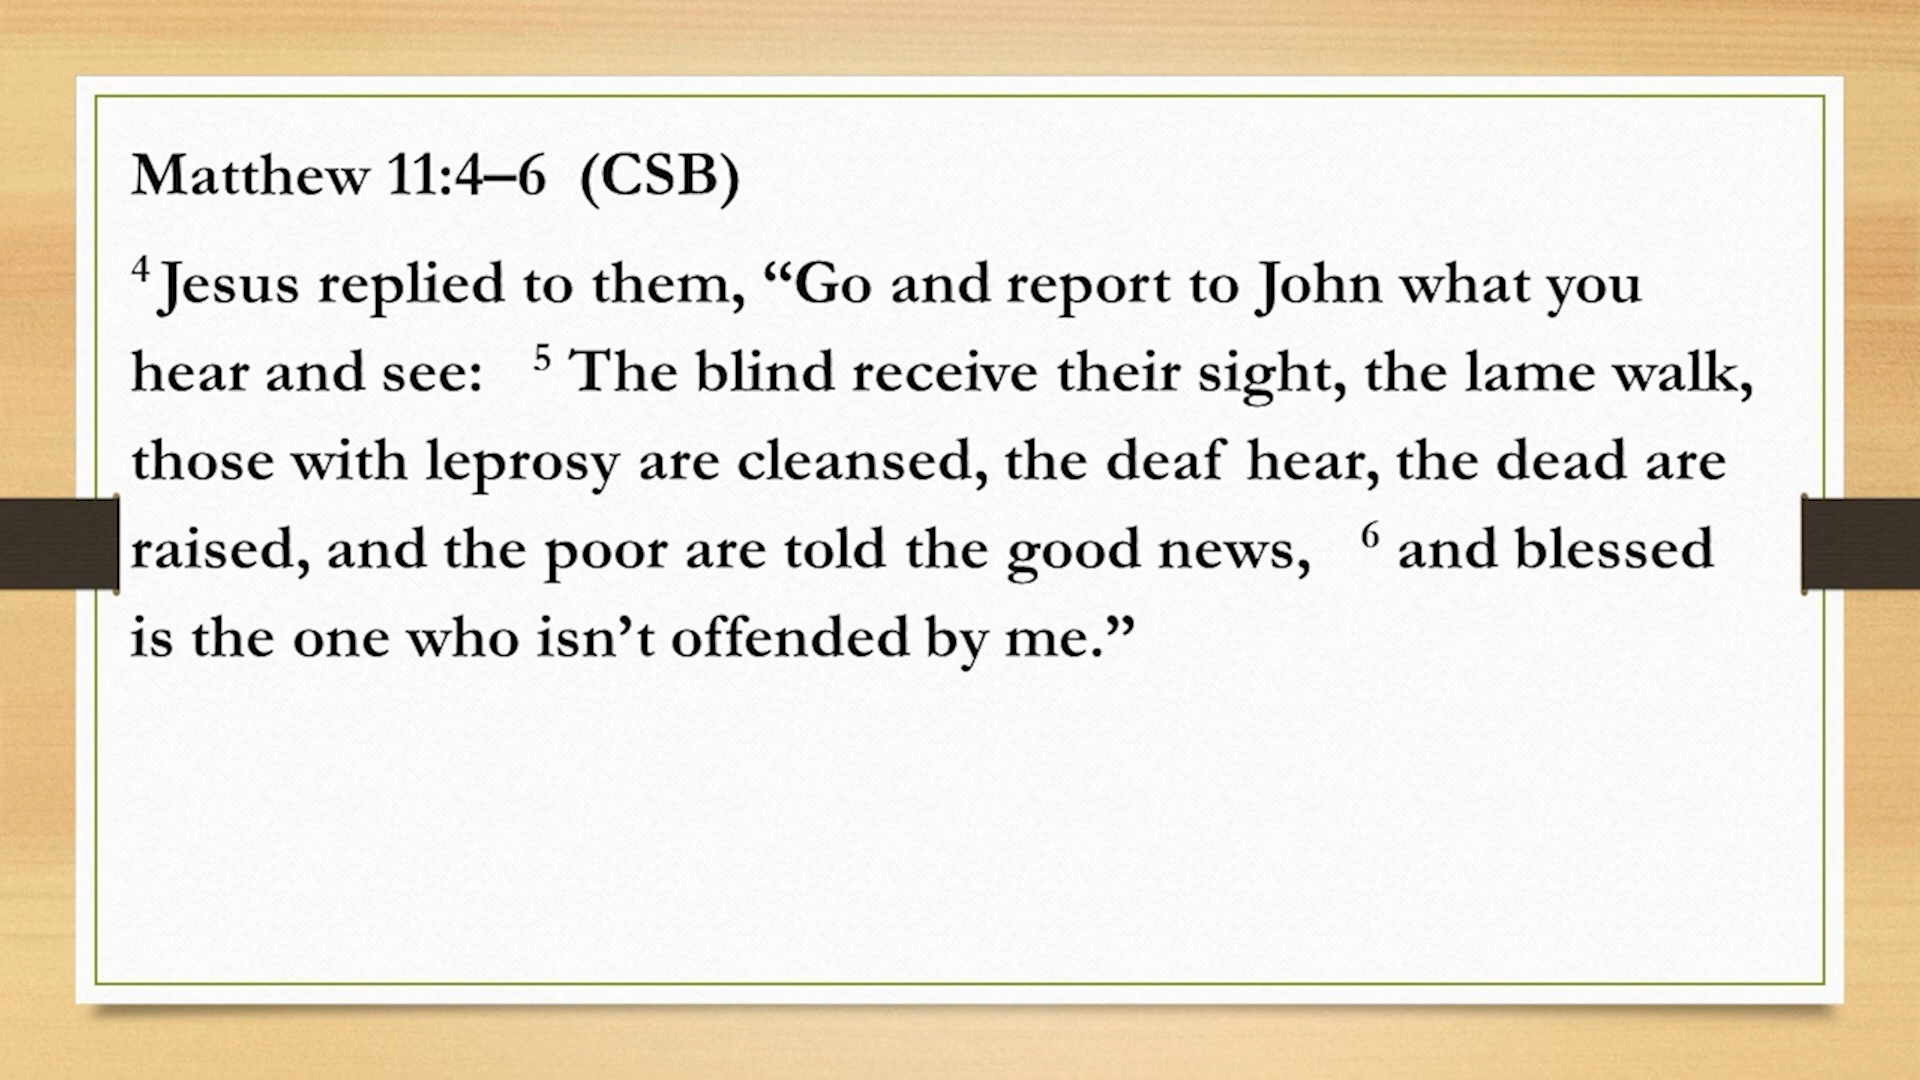 Matthew 11:4–6 (CSB)
4 Jesus replied to them, “Go and report to John what you
hear and see: 5 The blind receive their sight, the lame walk,
those with leprosy are cleansed, the deaf hear, the dead are
raised, and the poor are told the good news, 6 and blessed
is the one who isn’t offended by me.”